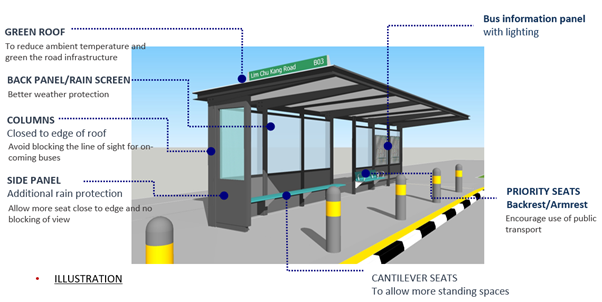 GREEN ROOF
To reduce ambient temperature and
green the road infrastructure
BACK PANEL/RAIN SCREEN
Better weather protection
COLUMNS
Closed to edge of roof
Avoid blocking the line of sight for on-
coming buses
SIDE PANEL
Additional rain protection
Allow more seat close to edge and no
blocking of view
• ILLUSTRATION
Lim Chu Kang Road B03
Bus information panel
with lighting
PRIORITY SEATS
Backrest/Armrest
Encourage use of public
transport
CANTILEVER SEATS
To allow more standing spaces